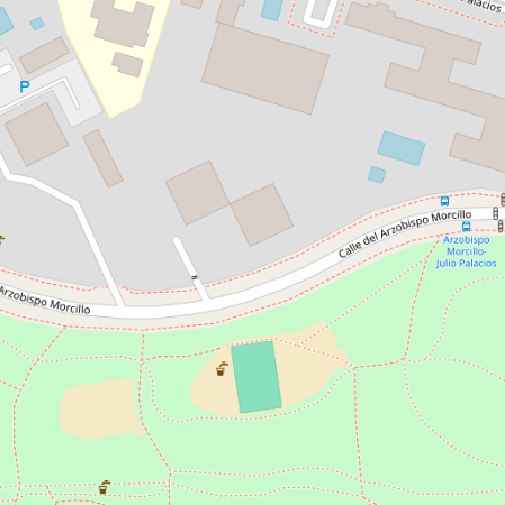 Palacios
P
Calle del Arzobispo Morcillo
Arzobispo
Morcillo-
Julio Palacios
Arzobispo Morcillo